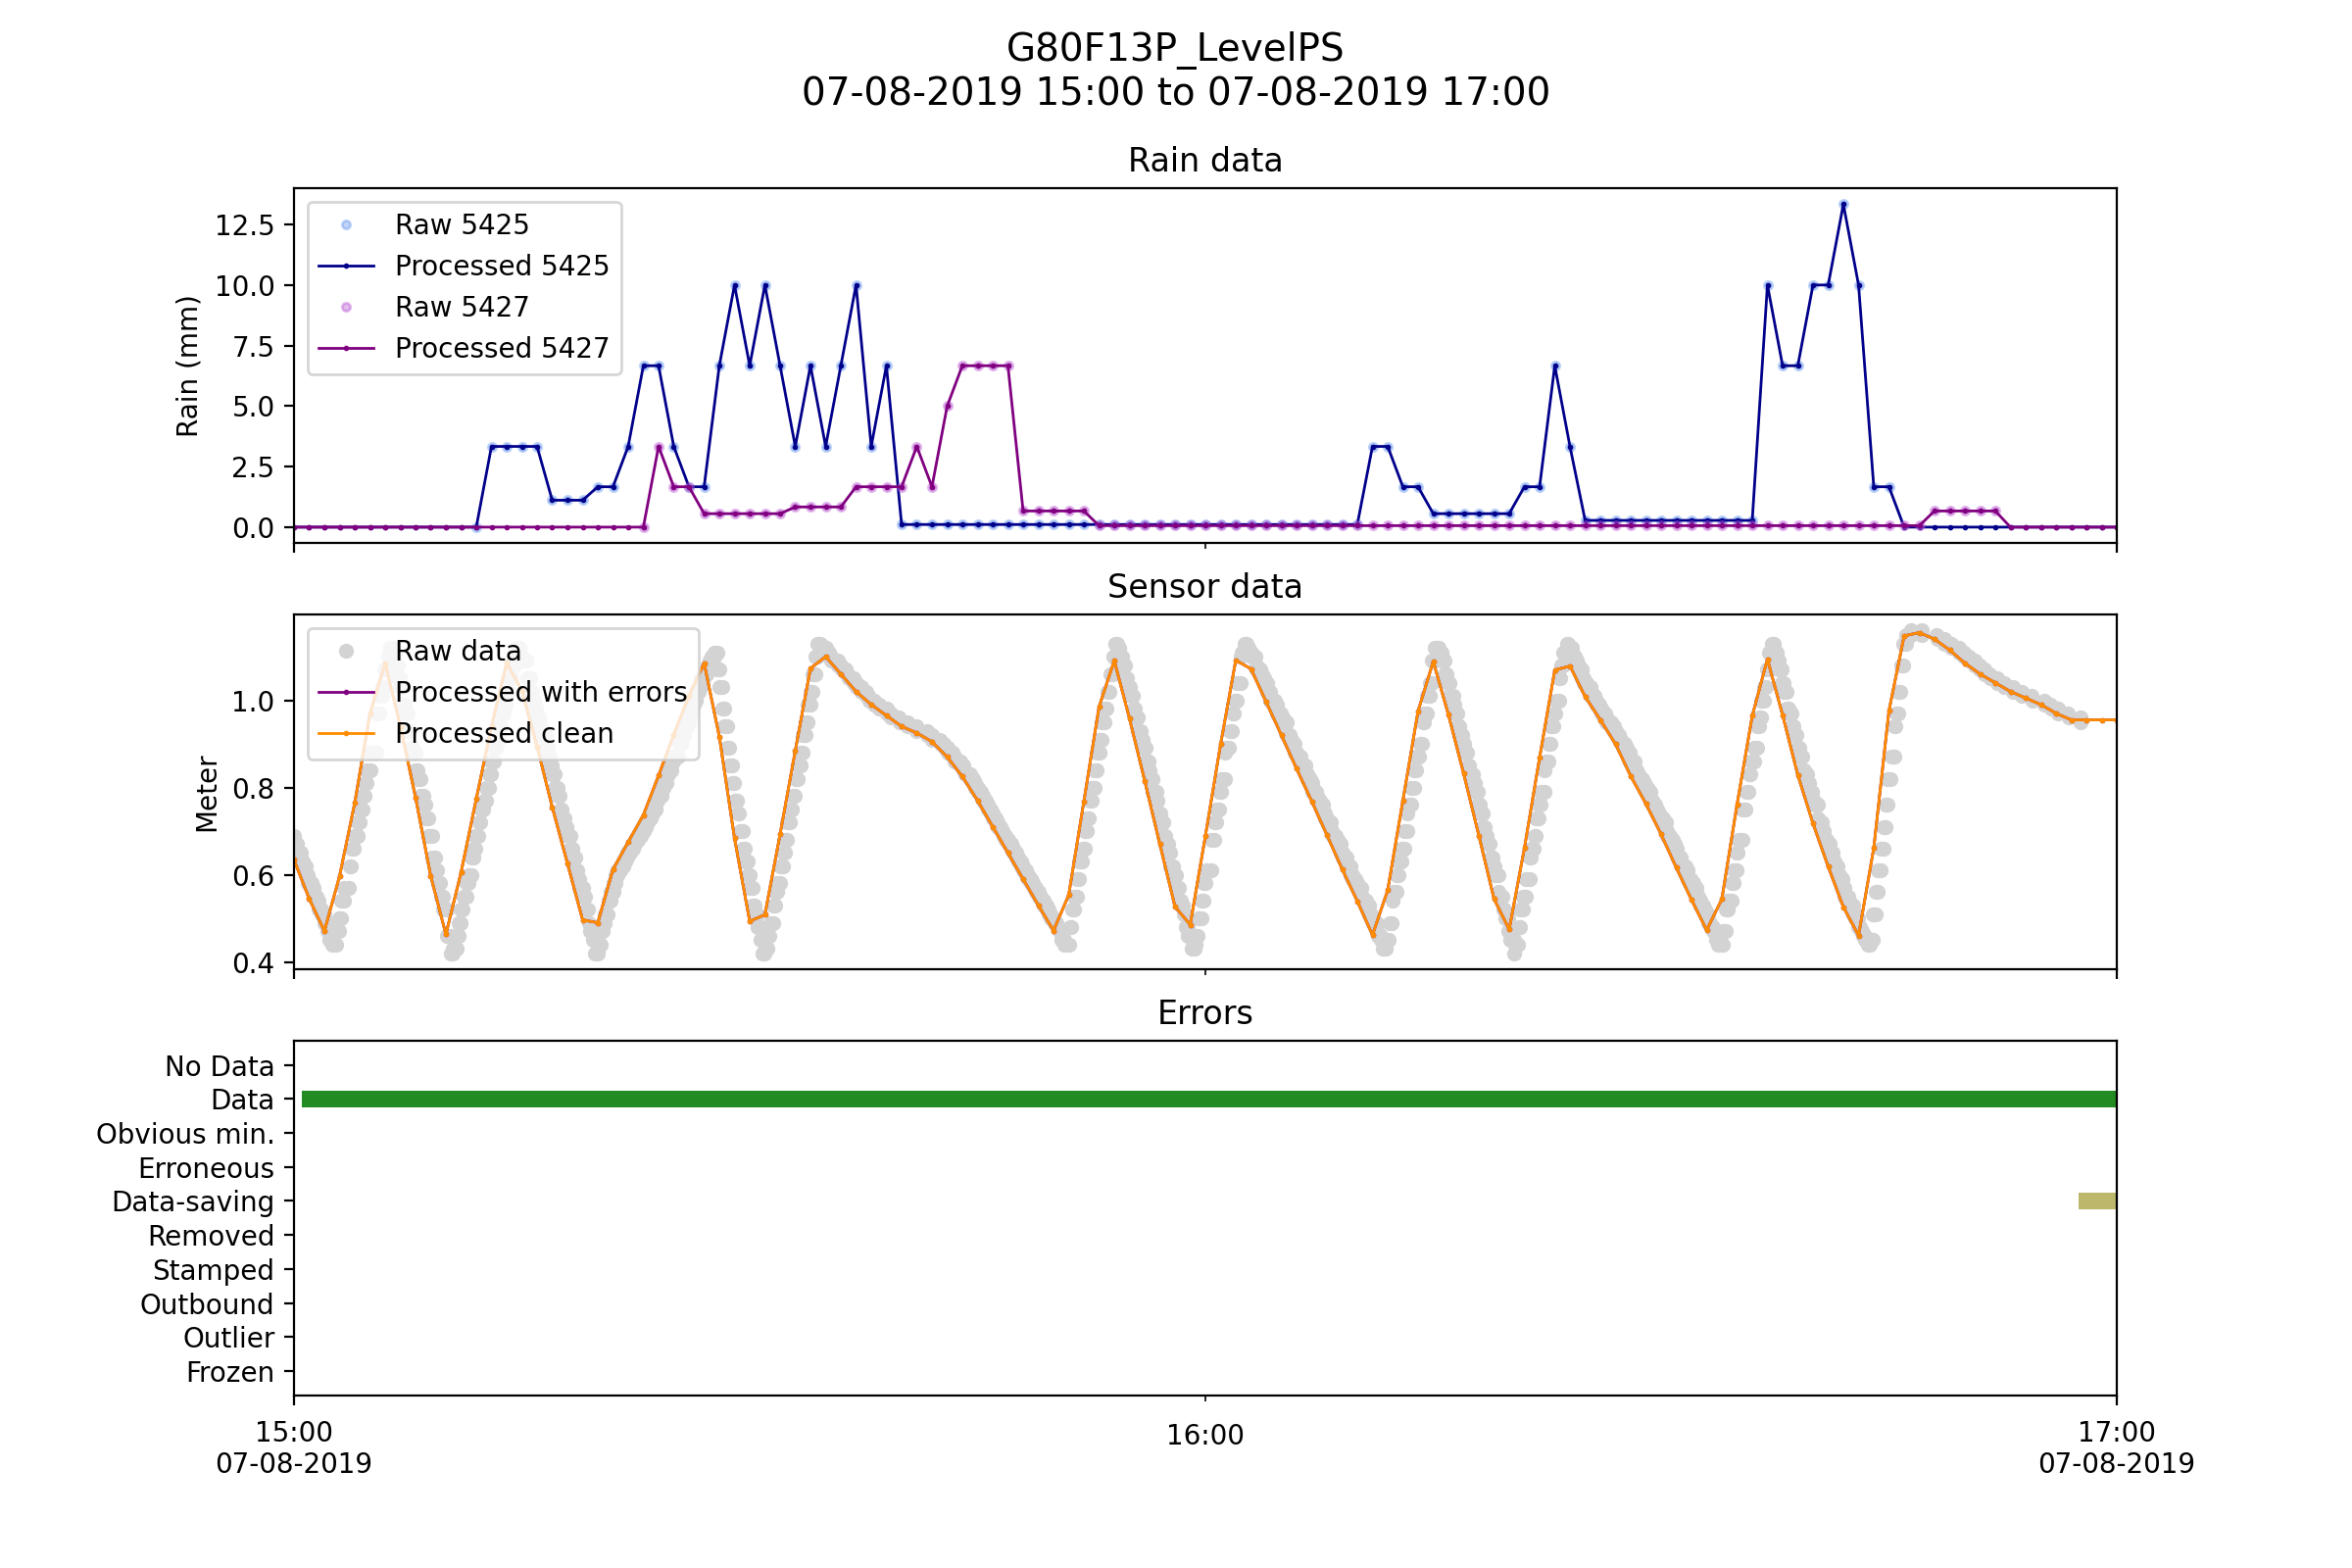 G80F13P_LevelPS
07-08-2019 15:00 to 07-08-2019 17:00
Rain data
Rain (mm)
12.5
10.0
7.5
5.0
2.5
0.0
Raw 5425
Processed 5425
Raw 5427
Processed 5427
Sensor data
Meter
1.0
0.8
0.6
0.4
Raw data
Processed with errors
Processed clean
Errors
No Data
Data
Obvious min.
Erroneous
Data-saving
Removed
Stamped
Outbound
Outlier
Frozen
15:00
07-08-2019
16:00
17:00
07-08-2019